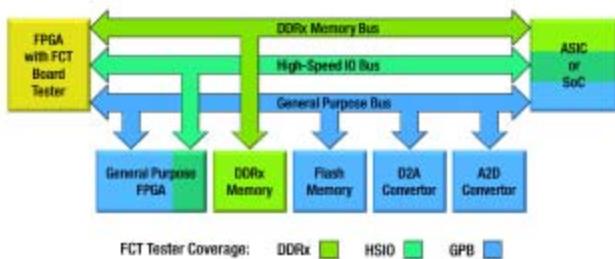 FPGA
with FCT
Board
Tester
DDRx Memory Bus
High-Speed IO Bus
General Purpose Bus
ASIC
or
SoC
General Purpose
FPGA
DDRx
Memory
Flash
Memory
D2A
Convertor
A2D
Convertor
FCT Tester Coverage: DDRx HSIO GPB